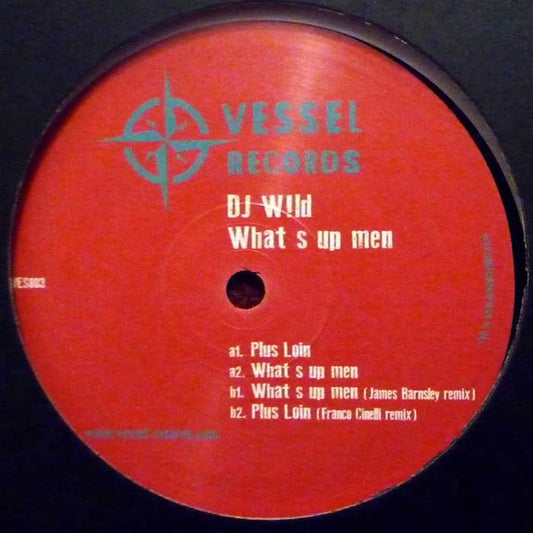 VESSEL
RECORDS
DJ W!ld
What s up men
VES003
a1. Plus Loin
a2. What s up men
b1. What s up men (James Barnsley remix)
b2. Plus Loin (Franco Cinelli remix)